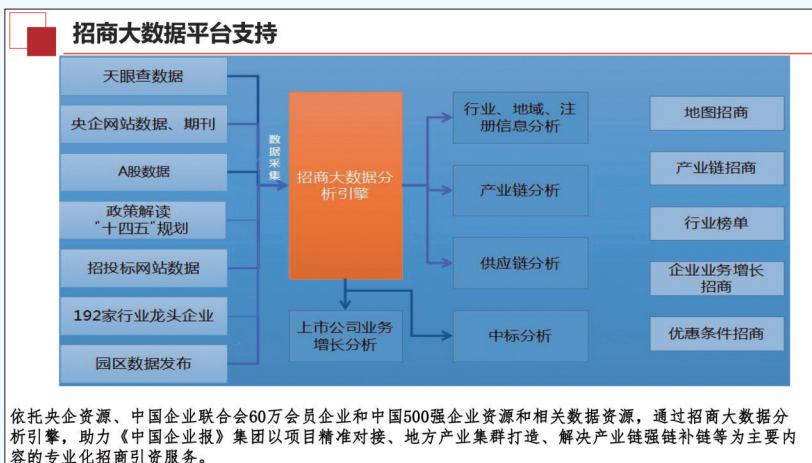 招商大数据平台支持
天眼查数据
央企网站数据、期刊
A股数据
政策解读
“十四五”规划
招投标网站数据
192家行业龙头企业
园区数据发布
数据采集
招商大数据分
析引擎
上市公司业务
增长分析
行业、地域、注
册信息分析
产业链分析
供应链分析
中标分析
地图招商
产业链招商
行业榜单
企业业务增长
招商
优惠条件招商
依托央企资源、中国企业联合会60万会员企业和中国500强企业资源和相关数据资源，通过招商大数据分
析引擎，助力《中国企业报》集团以项目精准对接、地方产业集群打造、解决产业链强链补链等为主要内
容的专业化招商引资服务。